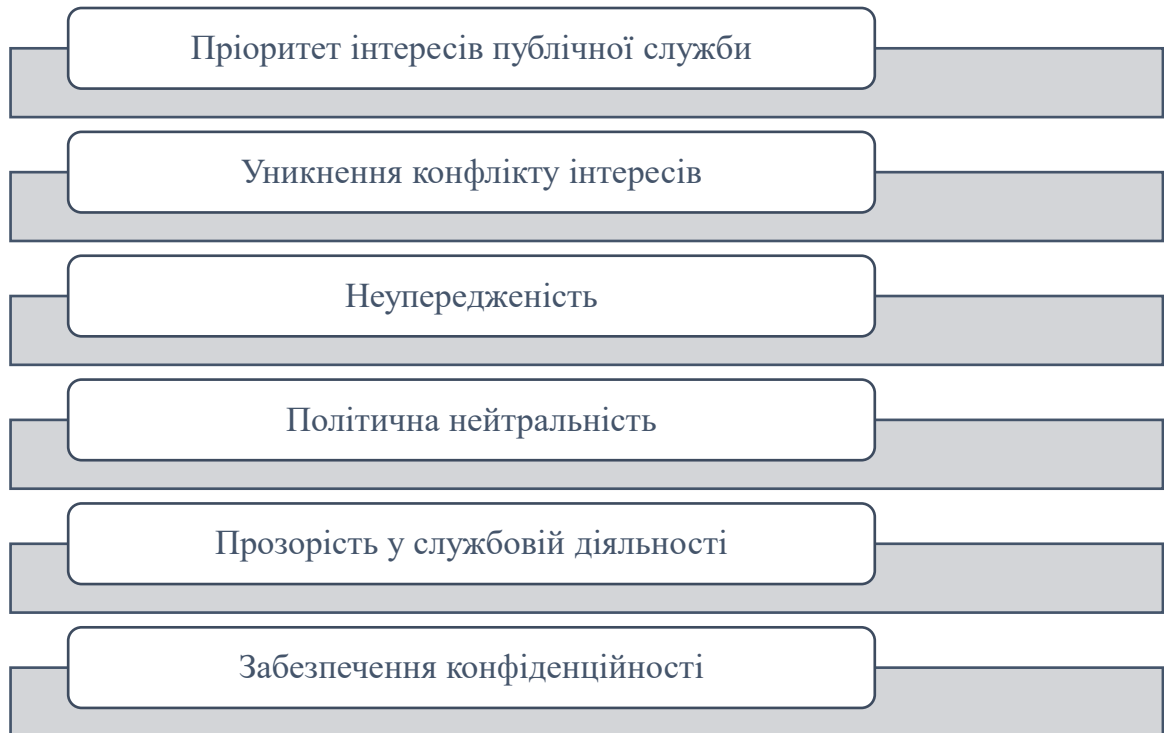 Пріоритет інтересів публічної служби
Уникнення конфлікту інтересів
Неупередженість
Політична нейтральність
Прозорість у службовій діяльності
Забезпечення конфіденційності